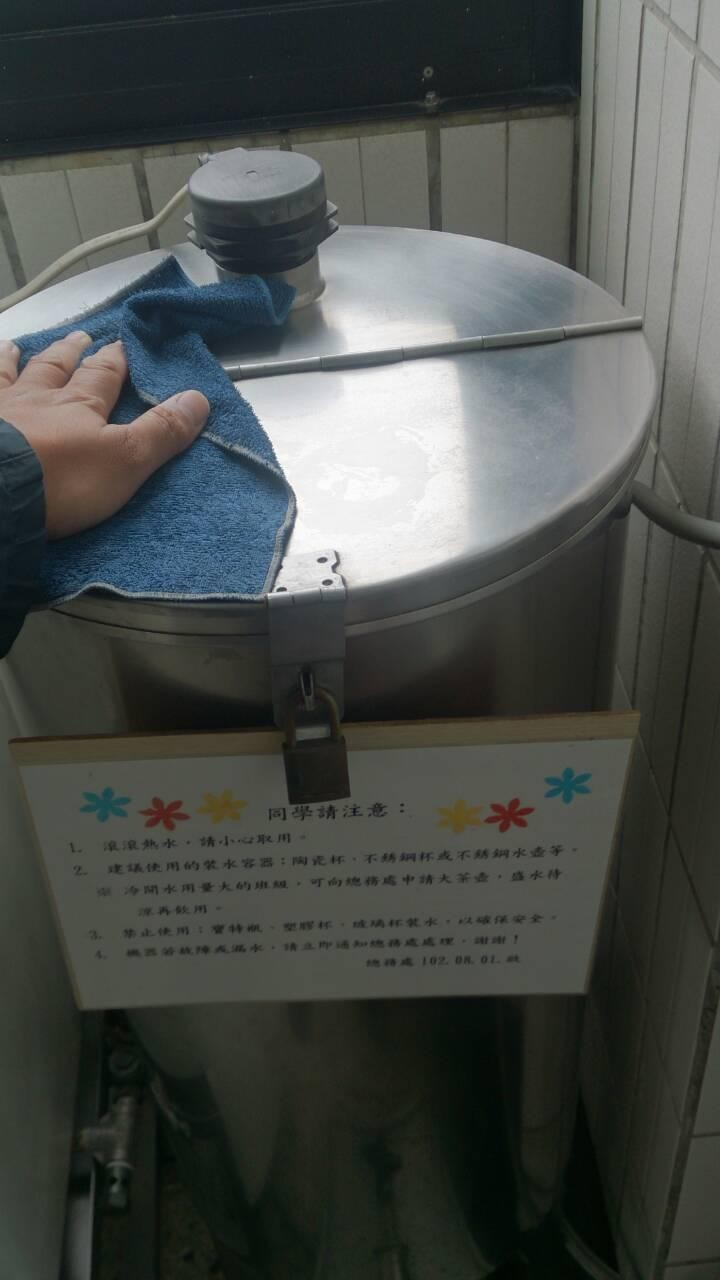 同學請注意：
1. 滾滾熱水，請小心取用。
2. 建議使用的裝水容器：陶瓷杯、不銹鋼杯或不銹鋼水壺等。
※ 冷開水用量大的班級，可向總務處申請大茶壺，盛水待
涼再飲用。
3. 禁止使用：寶特瓶、塑膠杯、玻璃杯裝水，以確保安全。
4. 機器若故障或漏水，請立即通知總務處處理，謝謝！
總務處 102.08.01.啟